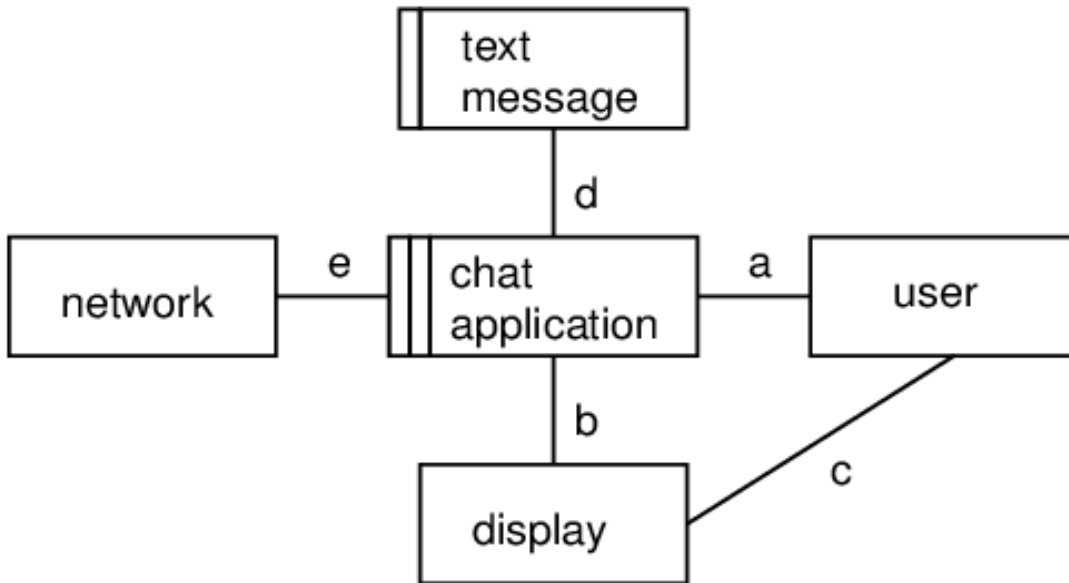 text
message
d
network
e
chat
application
a
user
b
c
display